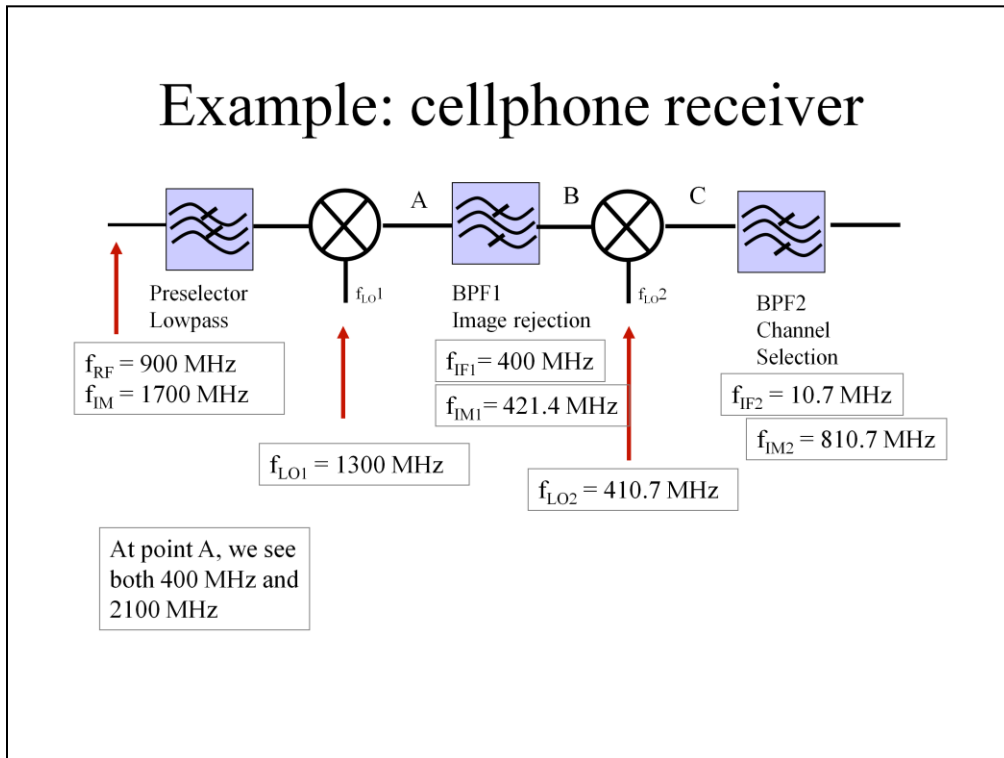 Example: cellphone receiver
A
B
C
Preselector
Lowpass
fLO1
BPF1
Image rejection
fLO2
BPF2
Channel
Selection
fRF = 900 MHz
fIM = 1700 MHz
fIF1= 400 MHz
fIM1= 421.4 MHz
fIF2 = 10.7 MHz
fIM2 = 810.7 MHz
fLO1 = 1300 MHz
fLO2 = 410.7 MHz
At point A, we see
both 400 MHz and
2100 MHz